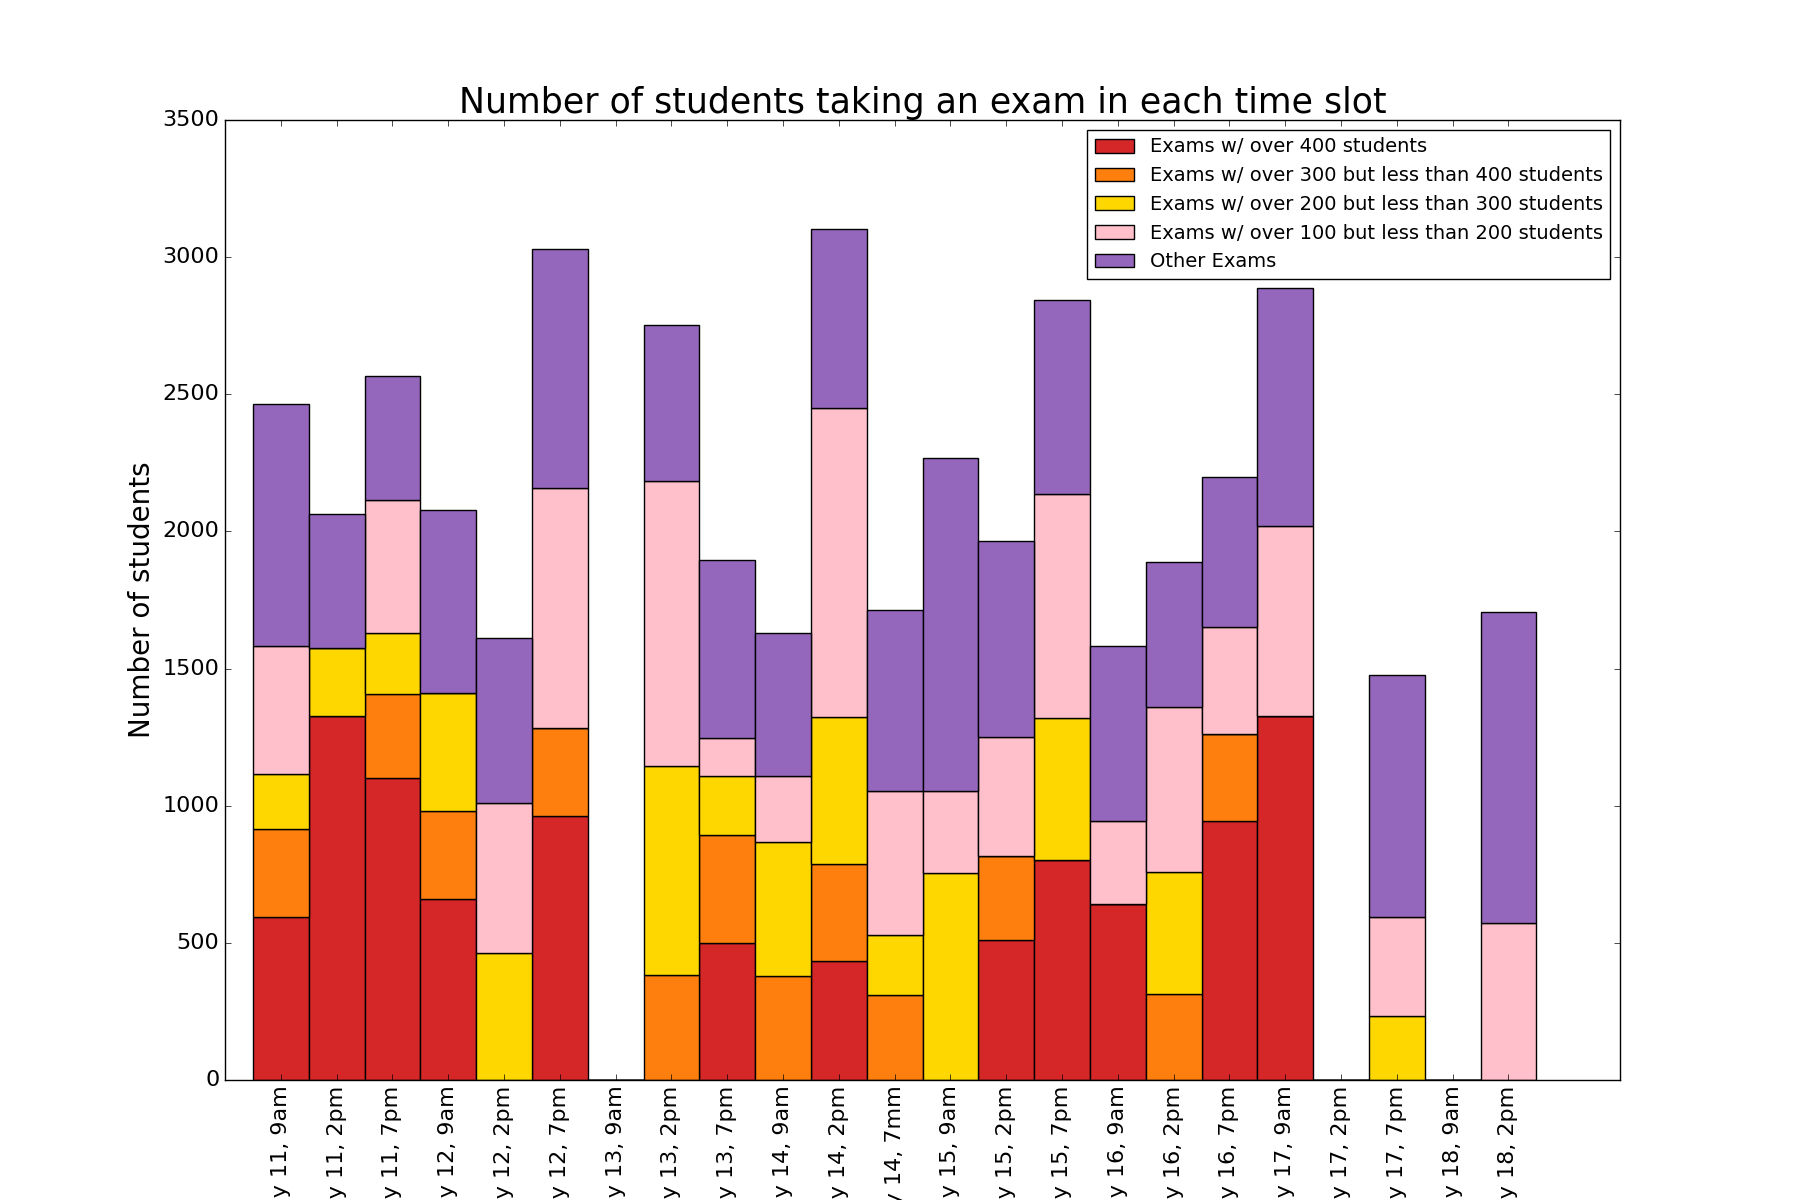 Number of students taking an exam in each time slot
Exams w/ over 400 students
Exams w/ over 300 but less than 400 students
Exams w/ over 200 but less than 300 students
Exams w/ over 100 but less than 200 students
Other Exams
3500
3000
2500
2000
1500
1000
500
0
Number of students
y 11, 9am
y 11, 2pm
y 11, 7pm
y 12, 9am
y 12, 2pm
y 12, 7pm
y 13, 9am
y 13, 2pm
y 13, 7pm
y 14, 9am
y 14, 2pm
y 14, 7mm
y 15, 9am
y 15, 2pm
y 15, 7pm
y 16, 9am
y 16, 2pm
y 16, 7pm
y 17, 9am
y 17, 2pm
y 17, 7pm
y 18, 9am
y 18, 2pm